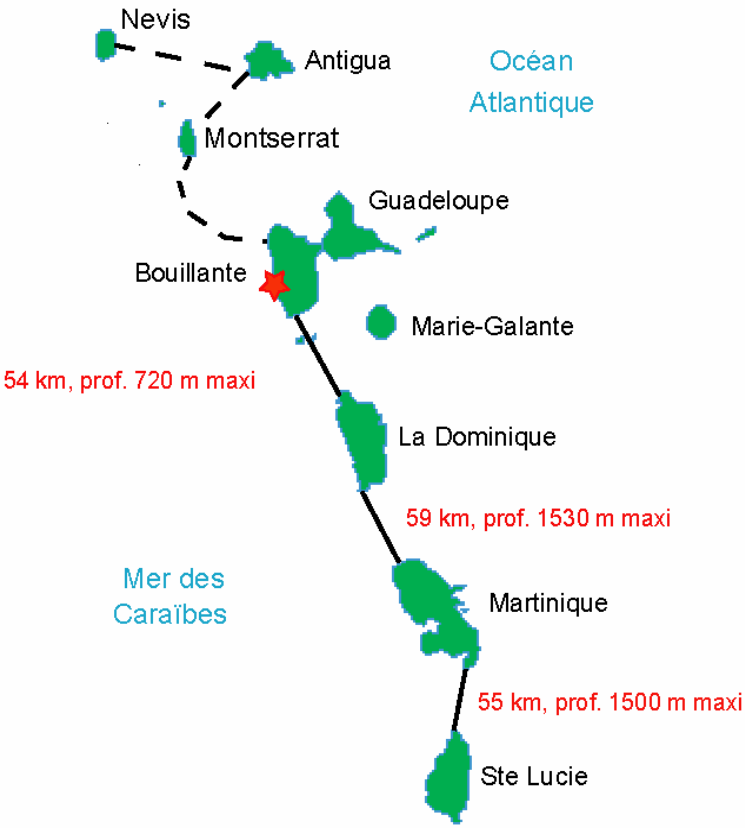 Nevis
Antigua
Océan
Atlantique
Montserrat
Guadeloupe
Bouillante
Marie-Galante
54 km, prof. 720 m maxi
La Dominique
59 km, prof. 1530 m maxi
Mer des
Caraïbes
Martinique
55 km, prof. 1500 m maxi
Ste Lucie